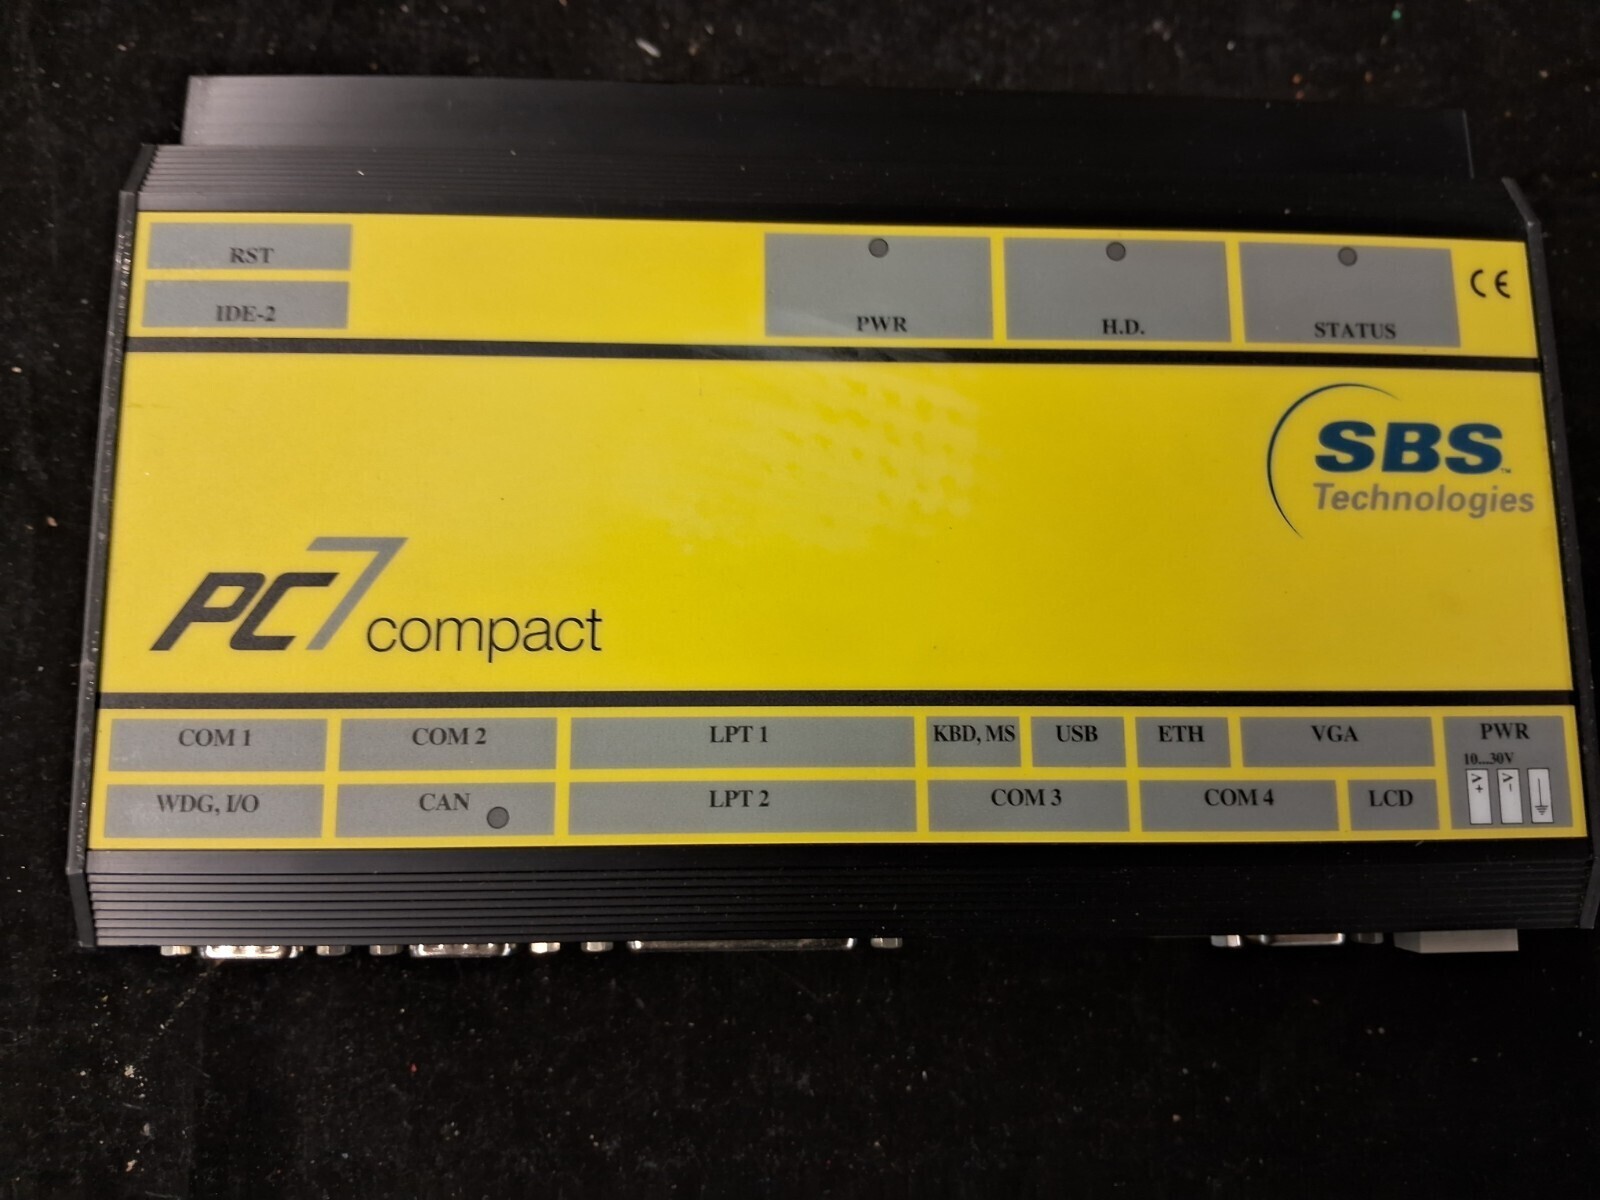 RST
IDE-2
PWR
H.D.
STATUS
CE
SBS™
Technologies
PC7 compact
COM 1
COM 2
LPT 1
KBD, MS
USB
ETH
VGA
PWR
10...30V
WDG, I/O
CAN
LPT 2
COM 3
COM 4
LCD
V+
V-